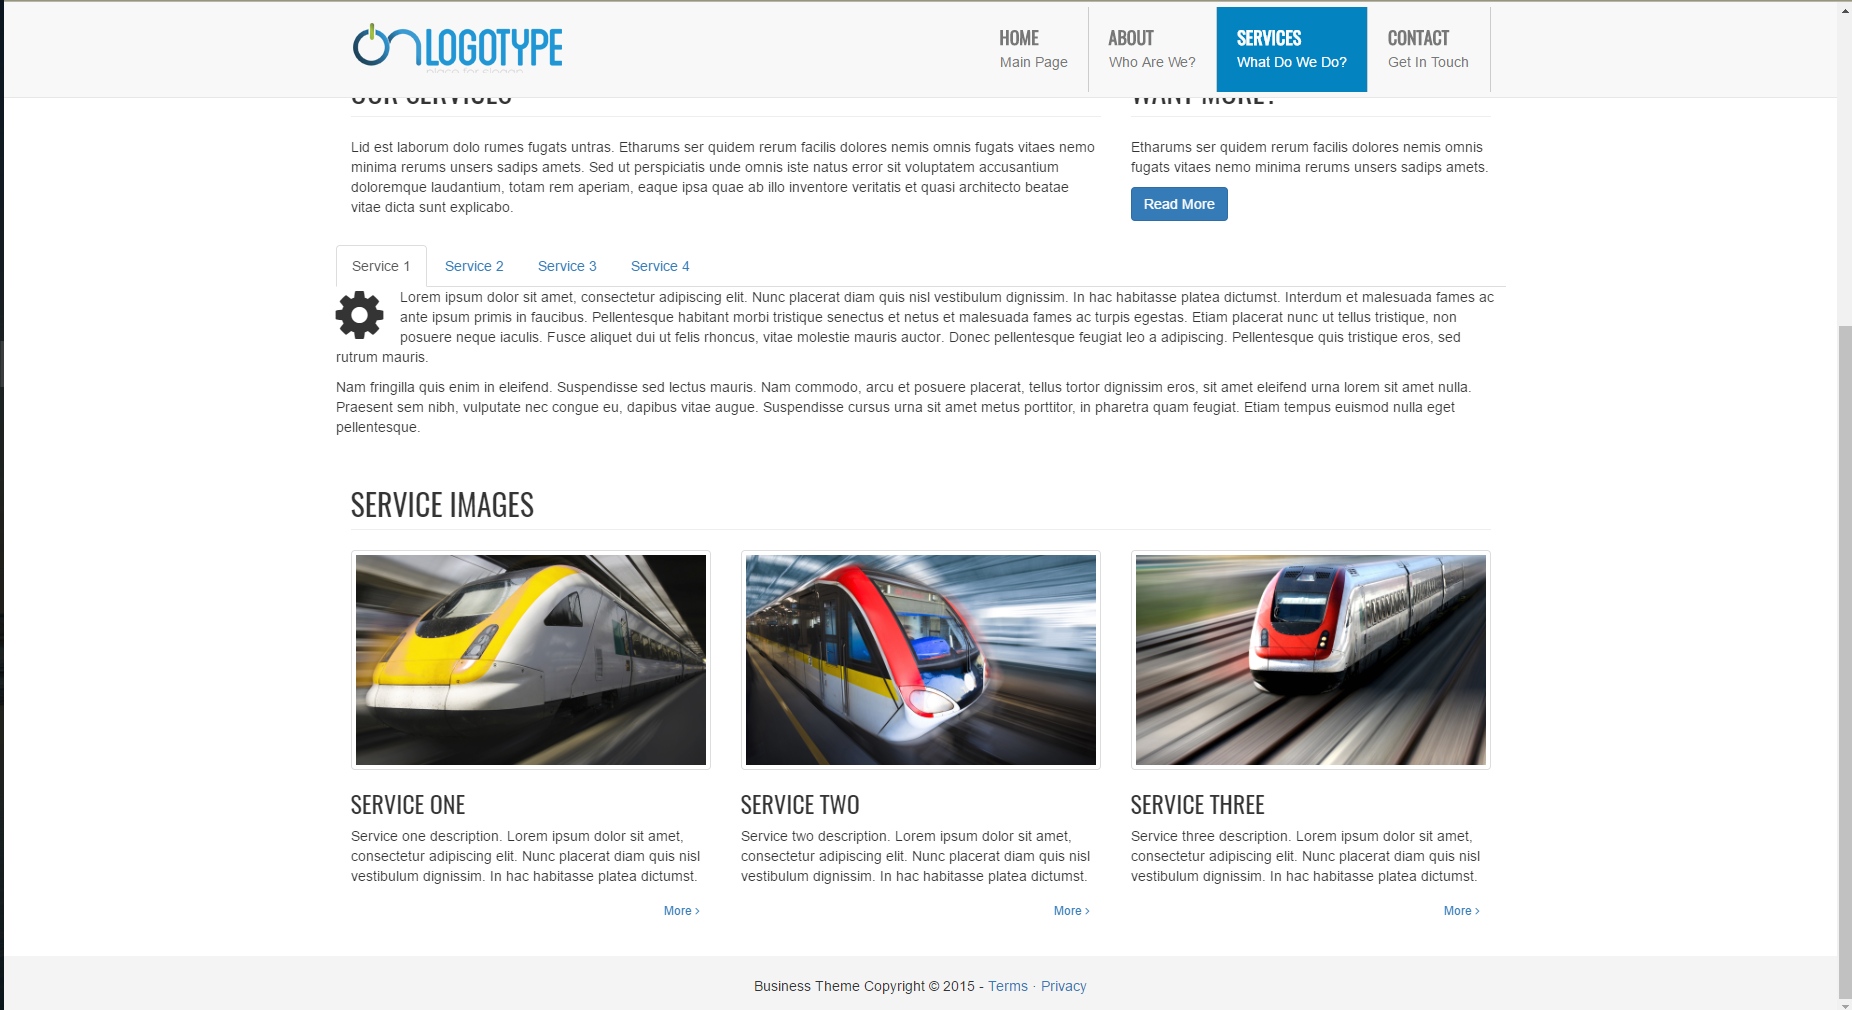 LOGOTYPE
place for slogan
HOME
Main Page
ABOUT
Who Are We?
SERVICES
What Do We Do?
CONTACT
Get In Touch
OUR SERVICES
Lid est laborum dolo rumes fugats untras. Etharums ser quidem rerum facilis dolores nemis omnis fugats vitaes nemo
minima rerums unsers sadips amets. Sed ut perspiciatis unde omnis iste natus error sit voluptatem accusantium
doloremque laudantium, totam rem aperiam, eaque ipsa quae ab illo inventore veritatis et quasi architecto beatae
vitae dicta sunt explicabo.
WANT MORE?
Etharums ser quidem rerum facilis dolores nemis omnis
fugats vitaes nemo minima rerums unsers sadips amets.
Read More
Service 1 Service 2 Service 3 Service 4
Lorem ipsum dolor sit amet, consectetur adipiscing elit. Nunc placerat diam quis nisl vestibulum dignissim. In hac habitasse platea dictumst. Interdum et malesuada fames ac
ante ipsum primis in faucibus. Pellentesque habitant morbi tristique senectus et netus et malesuada fames ac turpis egestas. Etiam placerat nunc ut tellus tristique, non
posuere neque iaculis. Fusce aliquet dui ut felis rhoncus, vitae molestie mauris auctor. Donec pellentesque feugiat leo a adipiscing. Pellentesque quis tristique eros, sed
rutrum mauris.
Nam fringilla quis enim in eleifend. Suspendisse sed lectus mauris. Nam commodo, arcu et posuere placerat, tellus tortor dignissim eros, sit amet eleifend urna lorem sit amet nulla.
Praesent sem nibh, vulputate nec congue eu, dapibus vitae augue. Suspendisse cursus urna sit amet metus porttitor, in pharetra quam feugiat. Etiam tempus euismod nulla eget
pellentesque.
SERVICE IMAGES
SERVICE ONE
Service one description. Lorem ipsum dolor sit amet,
consectetur adipiscing elit. Nunc placerat diam quis nisl
vestibulum dignissim. In hac habitasse platea dictumst.
More ›
SERVICE TWO
Service two description. Lorem ipsum dolor sit amet,
consectetur adipiscing elit. Nunc placerat diam quis nisl
vestibulum dignissim. In hac habitasse platea dictumst.
More ›
SERVICE THREE
Service three description. Lorem ipsum dolor sit amet,
consectetur adipiscing elit. Nunc placerat diam quis nisl
vestibulum dignissim. In hac habitasse platea dictumst.
More ›
Business Theme Copyright © 2015 - Terms · Privacy